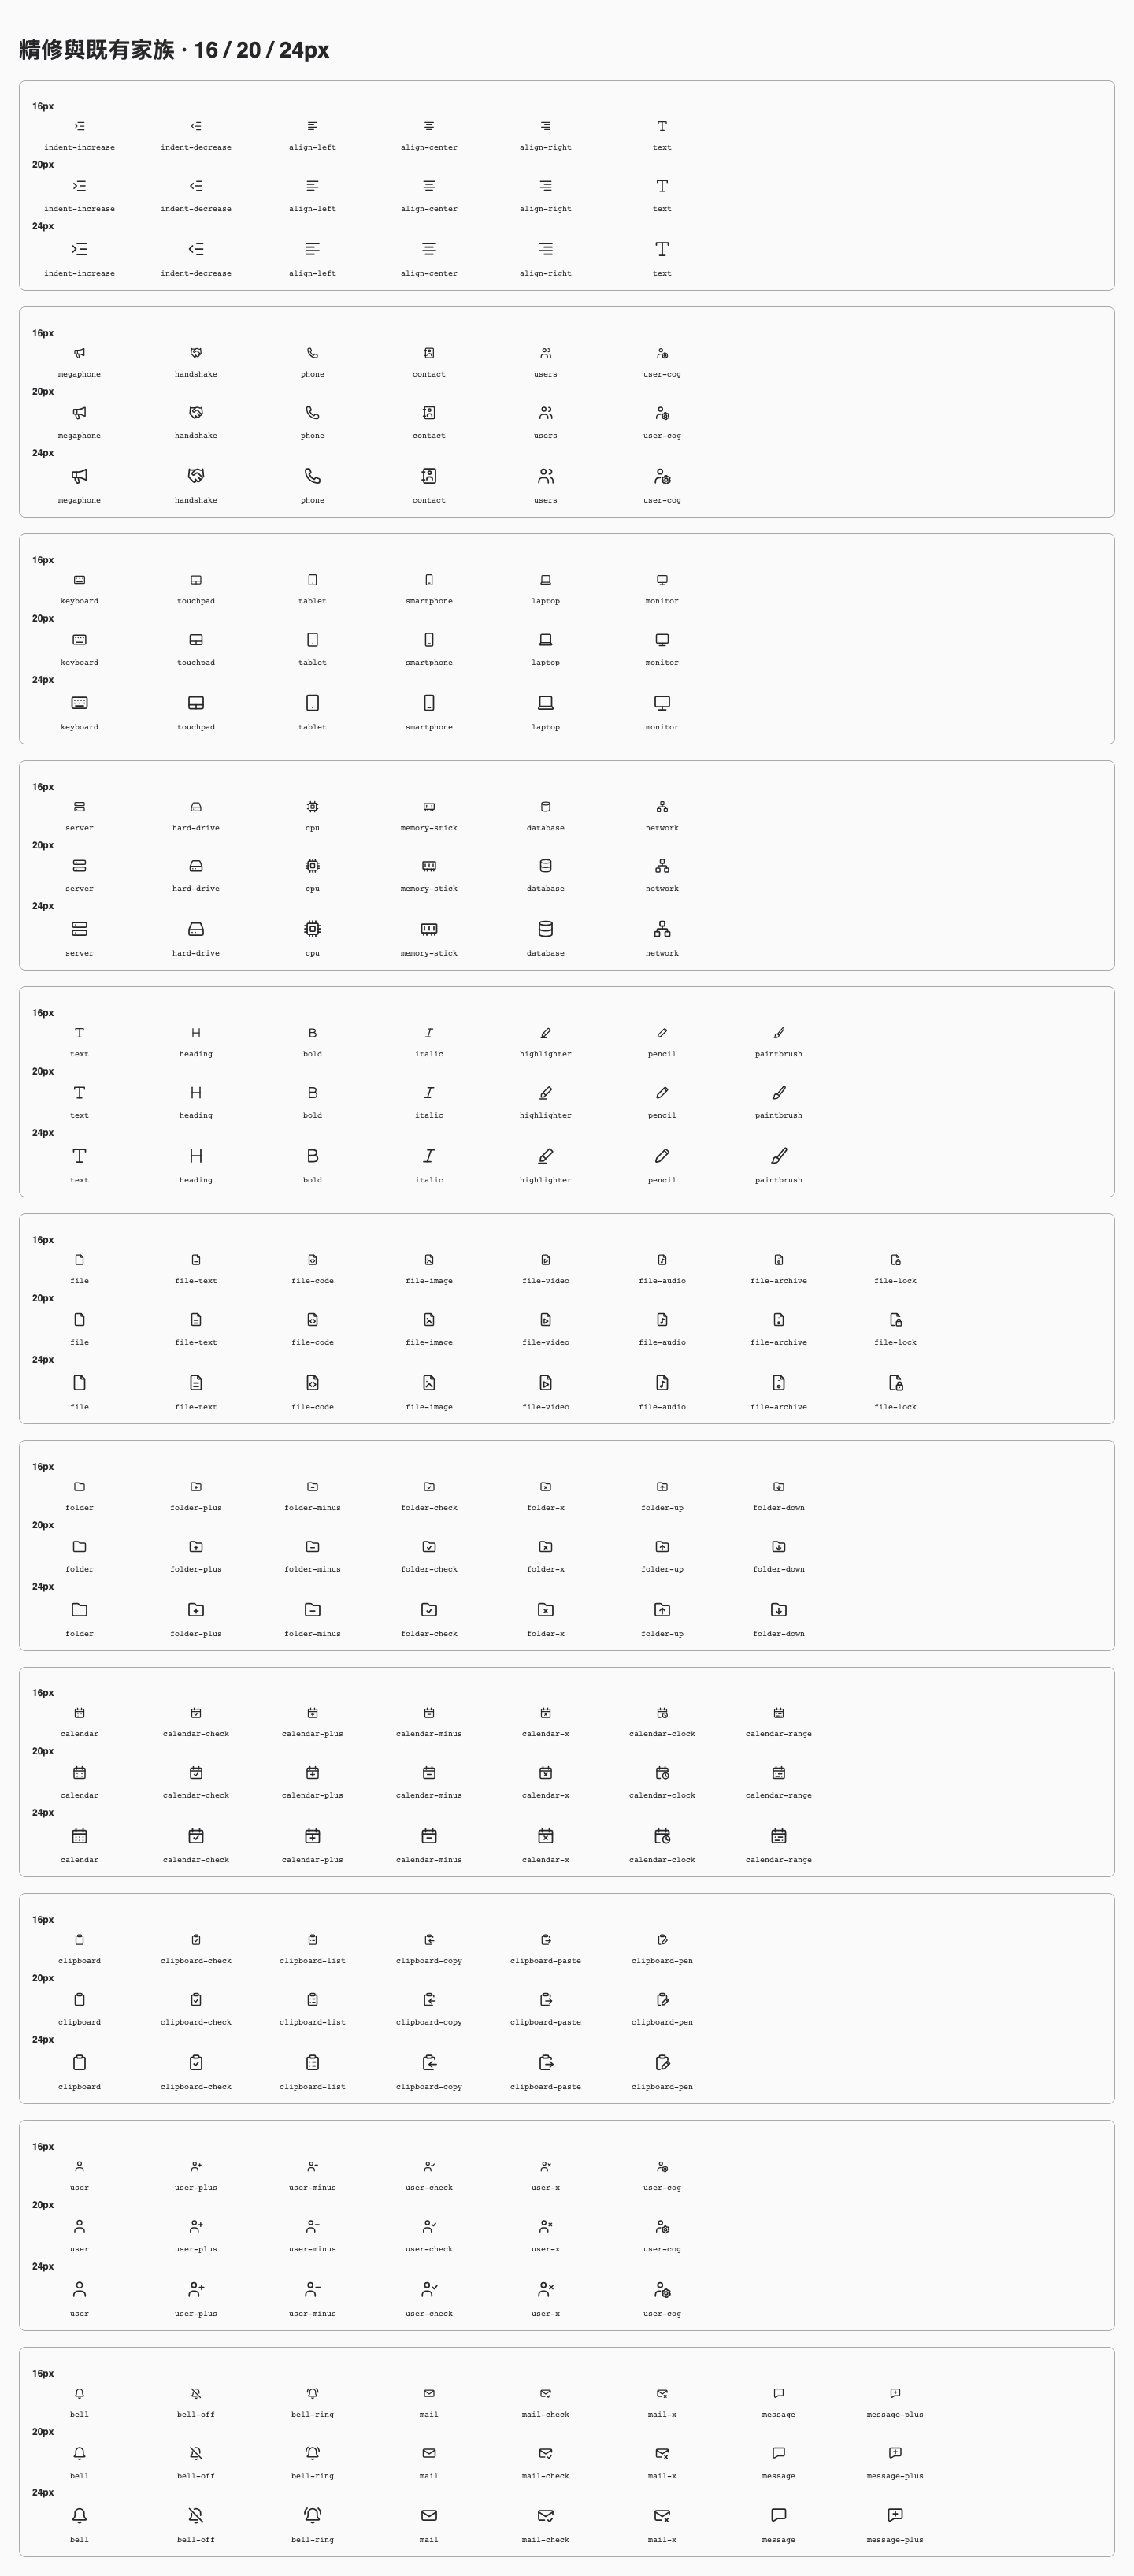 精修與既有家族 · 16 / 20 / 24px
16px
indent-increase indent-decrease align-left align-center align-right text
20px
indent-increase indent-decrease align-left align-center align-right text
24px
indent-increase indent-decrease align-left align-center align-right text
16px
megaphone handshake phone contact users user-cog
20px
megaphone handshake phone contact users user-cog
24px
megaphone handshake phone contact users user-cog
16px
keyboard touchpad tablet smartphone laptop monitor
20px
keyboard touchpad tablet smartphone laptop monitor
24px
keyboard touchpad tablet smartphone laptop monitor
16px
server hard-drive cpu memory-stick database network
20px
server hard-drive cpu memory-stick database network
24px
server hard-drive cpu memory-stick database network
16px
text heading bold italic highlighter pencil paintbrush
20px
text heading bold italic highlighter pencil paintbrush
24px
text heading bold italic highlighter pencil paintbrush
16px
file file-text file-code file-image file-video file-audio file-archive file-lock
20px
file file-text file-code file-image file-video file-audio file-archive file-lock
24px
file file-text file-code file-image file-video file-audio file-archive file-lock
16px
folder folder-plus folder-minus folder-check folder-x folder-up folder-down
20px
folder folder-plus folder-minus folder-check folder-x folder-up folder-down
24px
folder folder-plus folder-minus folder-check folder-x folder-up folder-down
16px
calendar calendar-check calendar-plus calendar-minus calendar-x calendar-clock calendar-range
20px
calendar calendar-check calendar-plus calendar-minus calendar-x calendar-clock calendar-range
24px
calendar calendar-check calendar-plus calendar-minus calendar-x calendar-clock calendar-range
16px
clipboard clipboard-check clipboard-list clipboard-copy clipboard-paste clipboard-pen
20px
clipboard clipboard-check clipboard-list clipboard-copy clipboard-paste clipboard-pen
24px
clipboard clipboard-check clipboard-list clipboard-copy clipboard-paste clipboard-pen
16px
user user-plus user-minus user-check user-x user-cog
20px
user user-plus user-minus user-check user-x user-cog
24px
user user-plus user-minus user-check user-x user-cog
16px
bell bell-off bell-ring mail mail-check mail-x message message-plus
20px
bell bell-off bell-ring mail mail-check mail-x message message-plus
24px
bell bell-off bell-ring mail mail-check mail-x message message-plus